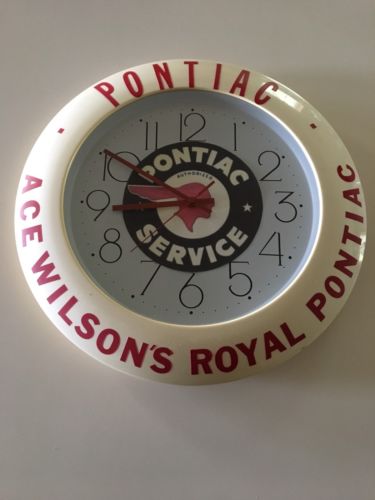 PONTIAC
ACE WILSON'S ROYAL PONTIAC
PONTIAC
AUTHORIZED
SERVICE
12
1
2
3
4
5
6
7
8
9
10
11